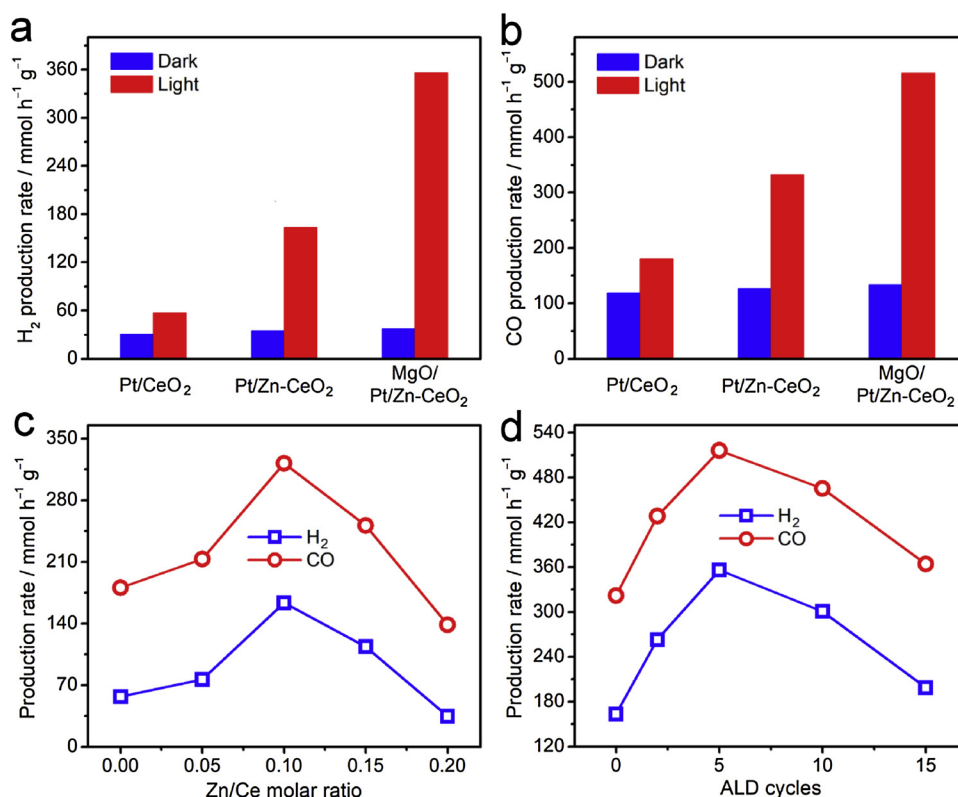 a
H₂ production rate / mmol h⁻¹ g⁻¹
360
300
240
180
120
60
0
Dark
Light
Pt/CeO₂
Pt/Zn-CeO₂
MgO/
Pt/Zn-CeO₂
b
CO production rate / mmol h⁻¹ g⁻¹
500
400
300
200
100
0
Dark
Light
Pt/CeO₂
Pt/Zn-CeO₂
MgO/
Pt/Zn-CeO₂
c
Production rate / mmol h⁻¹ g⁻¹
350
280
210
140
70
0
H₂
CO
0.00
0.05
0.10
0.15
0.20
Zn/Ce molar ratio
d
Production rate / mmol h⁻¹ g⁻¹
540
480
420
360
300
240
180
120
H₂
CO
0
5
10
15
ALD cycles